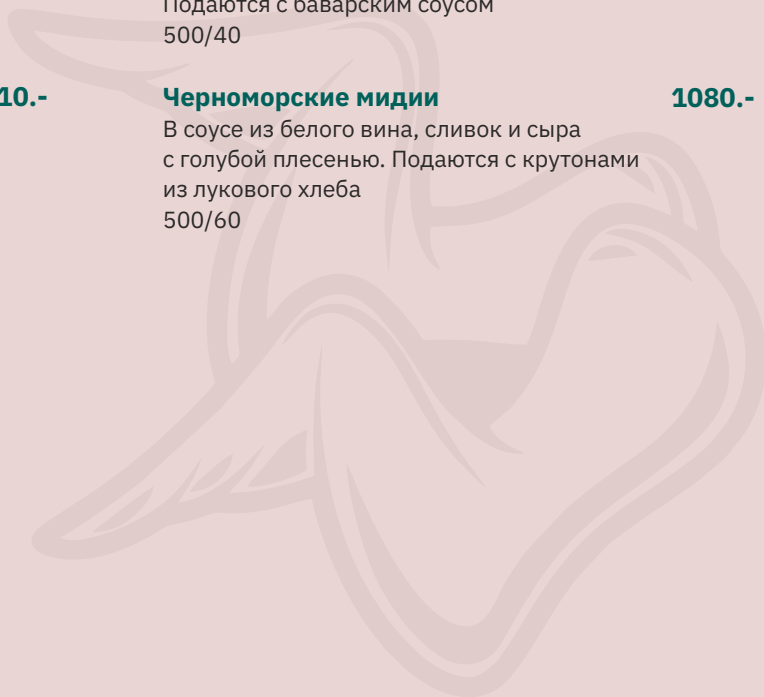 Подаются с баварским соусом
500/40
10.-
Черноморские мидии 1080.-
В соусе из белого вина, сливок и сыра
с голубой плесенью. Подаются с крутонами
из лукового хлеба
500/60